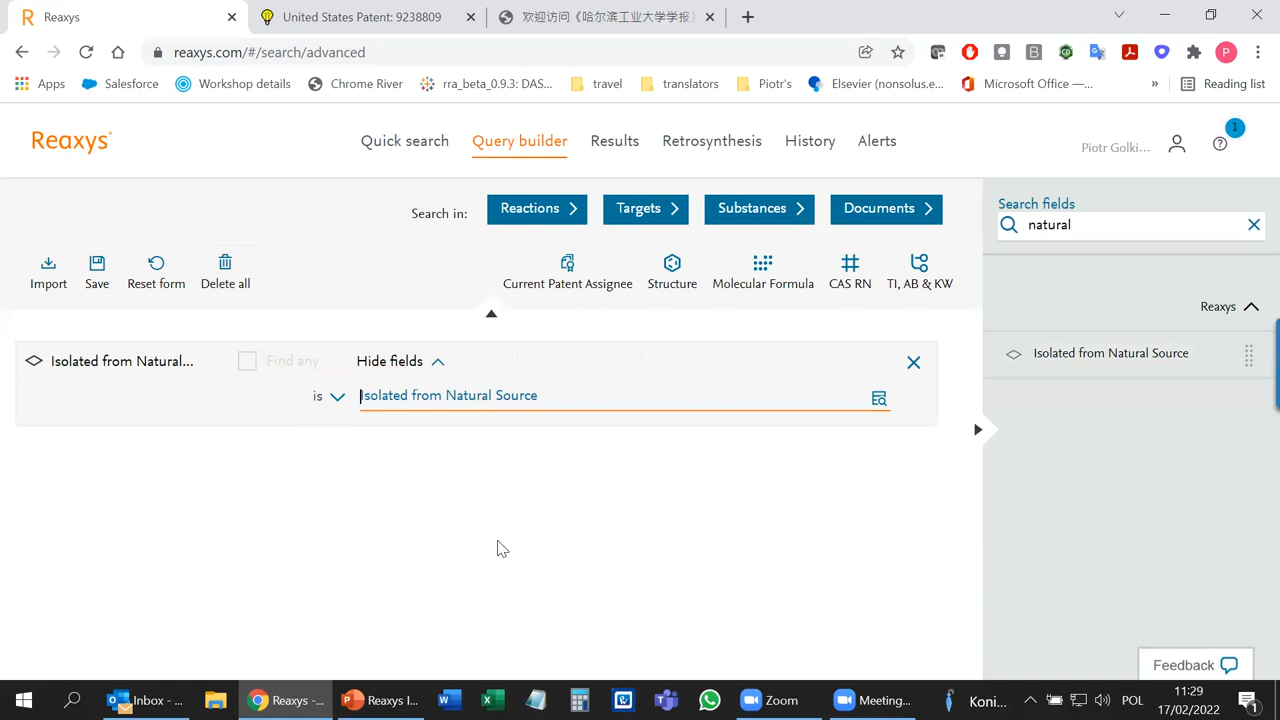 Reaxys
United States Patent: 9238809
欢迎访问《哈尔滨工业大学学报》
reaxys.com/#/search/advanced
Apps
Salesforce
Workshop details
Chrome River
rra_beta_0.9.3: DAS...
travel
translators
Piotr's
Elsevier (nonsolus.e...
Microsoft Office —...
»
Reading list
Reaxys®
Quick search
Query builder
Results
Retrosynthesis
History
Alerts
Piotr Golki...
1
Search in:
Reactions
Targets
Substances
Documents
Search fields
natural
Import
Save
Reset form
Delete all
Current Patent Assignee
Structure
Molecular Formula
CAS RN
TI, AB & KW
Reaxys
Isolated from Natural Source
Isolated from Natural...
Find any
Hide fields
is
Isolated from Natural Source
Feedback
Inbox - ...
Reaxys -...
Reaxys I...
Zoom
Meeting...
Koni...
POL
11:29
17/02/2022
1